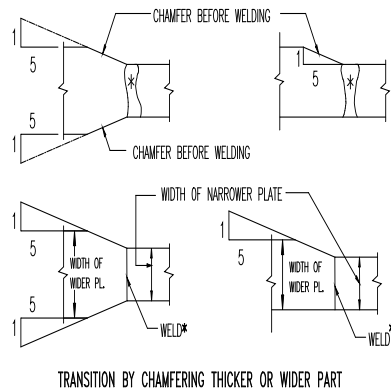 CHAMFER BEFORE WELDING
1
5
*
1
5
*
5
1
CHAMFER BEFORE WELDING
WIDTH OF NARROWER PLATE
1
5
WIDTH OF
WIDER PL.
5
1
WELD*
1
5
WIDTH OF
WIDER PL.
WELD*
TRANSITION BY CHAMFERING THICKER OR WIDER PART